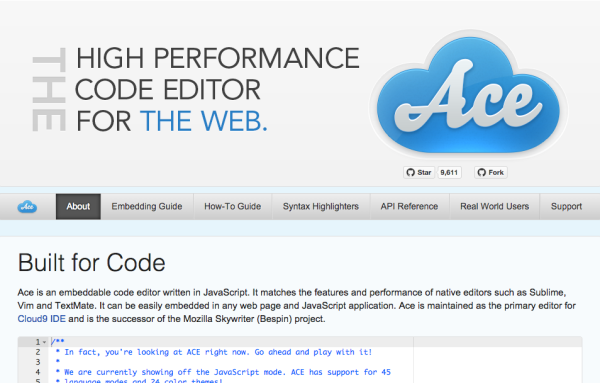 THE
HIGH PERFORMANCE
CODE EDITOR
FOR THE WEB.
Ace
Star 9,611 Fork
Ace About Embedding Guide How-To Guide Syntax Highlighters API Reference Real World Users Support
Built for Code
Ace is an embeddable code editor written in JavaScript. It matches the features and performance of native editors such as Sublime,
Vim and TextMate. It can be easily embedded in any web page and JavaScript application. Ace is maintained as the primary editor for
Cloud9 IDE and is the successor of the Mozilla Skywriter (Bespin) project.
1 /**
2 * In fact, you're looking at ACE right now. Go ahead and play with it!
3 *
4 * We are currently showing off the JavaScript mode. ACE has support for 45
5 * language modes and 24 color themes!